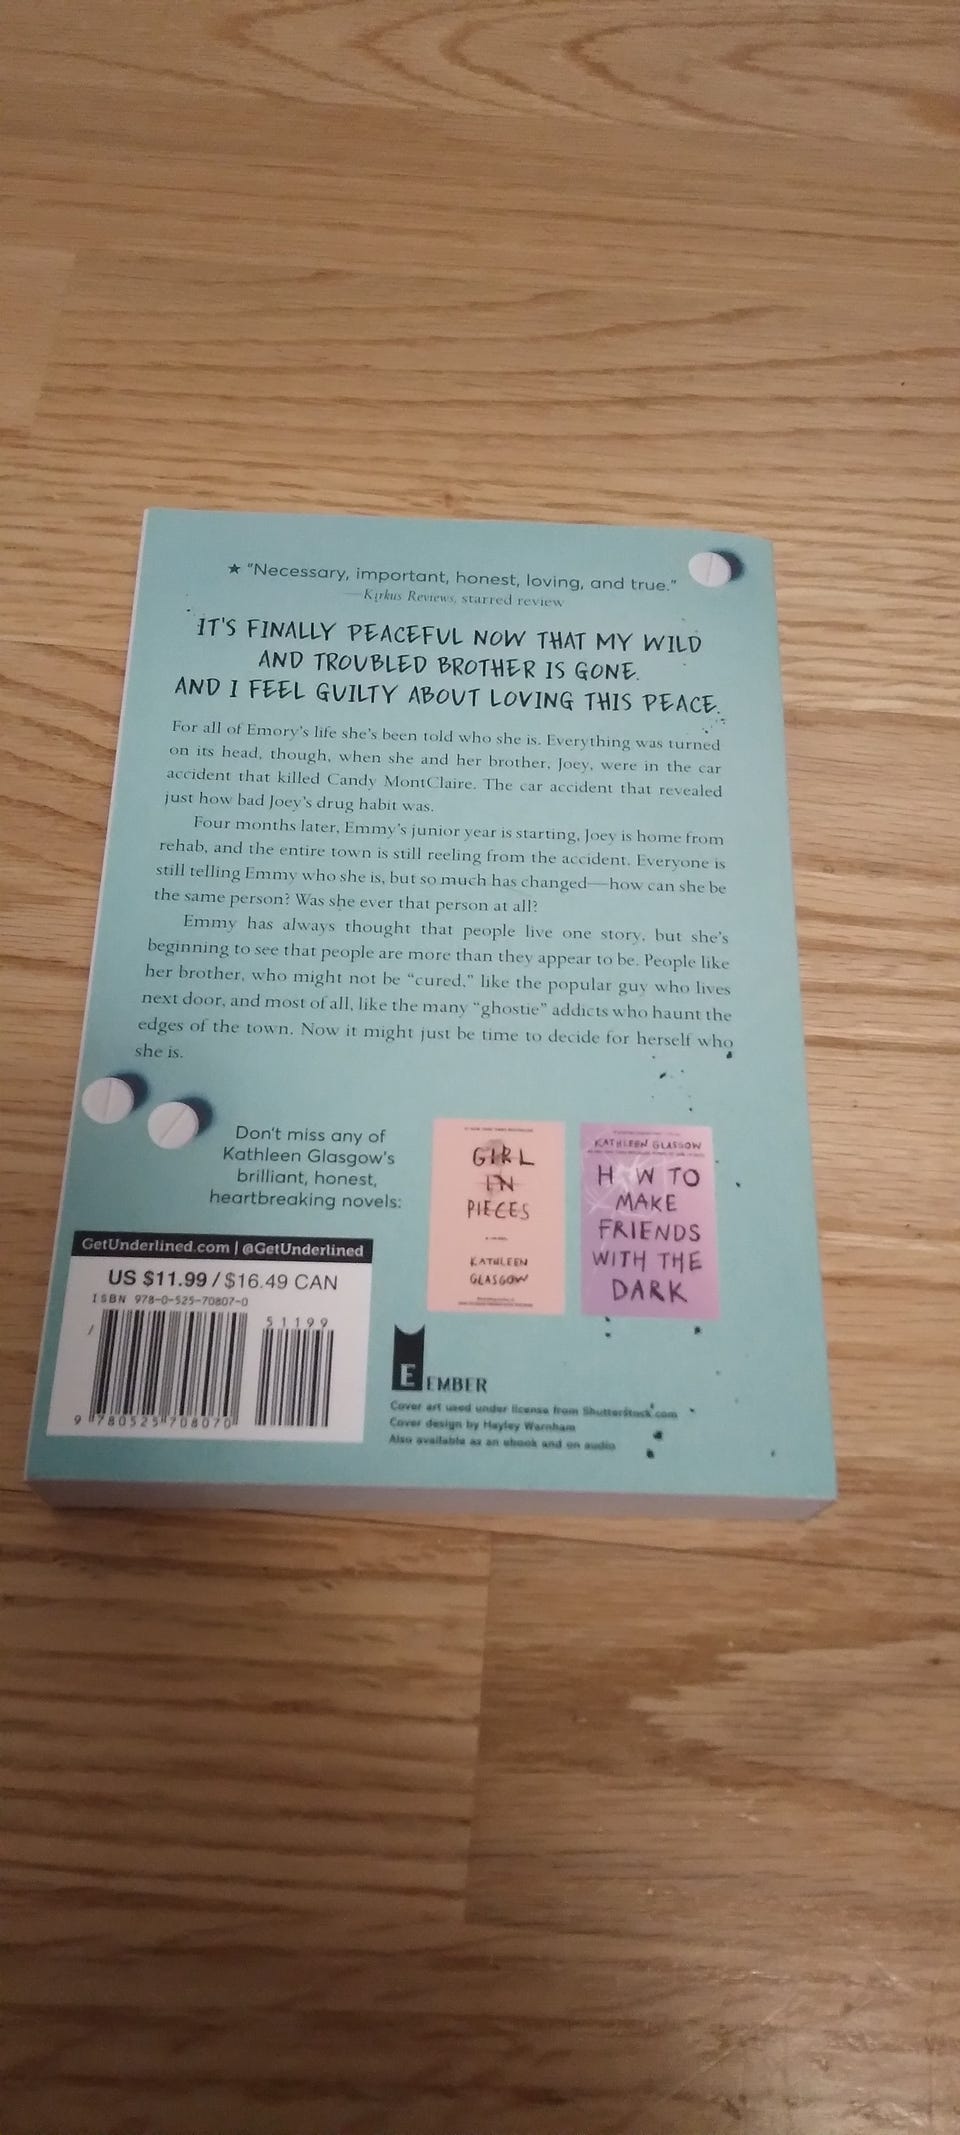 ★ "Necessary, important, honest, loving, and true."
—Kirkus Reviews, starred review
IT'S FINALLY PEACEFUL NOW THAT MY WILD
AND TROUBLED BROTHER IS GONE.
AND I FEEL GUILTY ABOUT LOVING THIS PEACE.
For all of Emory's life she's been told who she is. Everything was turned
on its head, though, when she and her brother, Joey, were in the car
accident that killed Candy MontClaire. The car accident that revealed
just how bad Joey's drug habit was.
Four months later, Emmy's junior year is starting, Joey is home from
rehab, and the entire town is still reeling from the accident. Everyone is
still telling Emmy who she is, but so much has changed—how can she be
the same person? Was she ever that person at all?
Emmy has always thought that people live one story, but she's
beginning to see that people are more than they appear to be. People like
her brother, who might not be "cured," like the popular guy who lives
next door, and most of all, like the many "ghostie" addicts who haunt the
edges of the town. Now it might just be time to decide for herself who
she is.
Don't miss any of
Kathleen Glasgow's
brilliant, honest,
heartbreaking novels:
GIRL
IN
PIECES
KATHLEEN
GLASGOW
KATHLEEN GLASGOW
H W TO
MAKE
FRIENDS
WITH THE
DARK
GetUnderlined.com | @GetUnderlined
US $11.99 / $16.49 CAN
ISBN 978-0-525-70807-0
51199
9 780525 708070
E EMBER
Cover art used under license from Shutterstock.com
Cover design by Hayley Warnham
Also available as an ebook and on audio